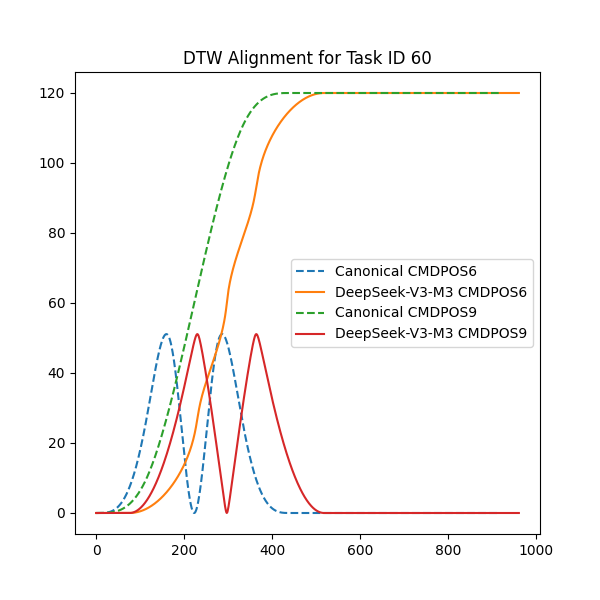 DTW Alignment for Task ID 60
120
100
80
60
40
20
0
Canonical CMDPOS6
DeepSeek-V3-M3 CMDPOS6
Canonical CMDPOS9
DeepSeek-V3-M3 CMDPOS9
0 200 400 600 800 1000